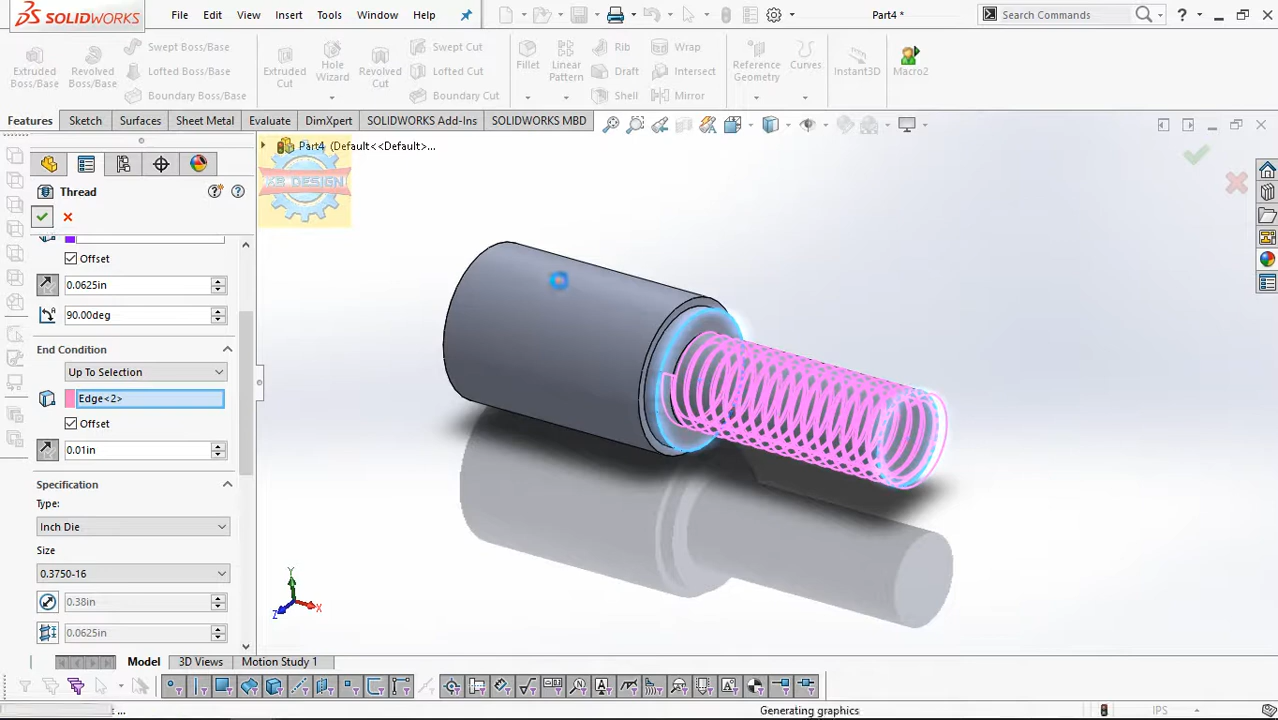 SOLIDWORKS File Edit View Insert Tools Window Help Part4 * Search Commands ?
Extruded Boss/Base Revolved Boss/Base Swept Boss/Base Lofted Boss/Base Boundary Boss/Base Extruded Cut Hole Wizard Revolved Cut Swept Cut Lofted Cut Boundary Cut Fillet Linear Pattern Rib Draft Shell Wrap Intersect Mirror Reference Geometry Curves Instant3D Macro2
Features Sketch Surfaces Sheet Metal Evaluate DimXpert SOLIDWORKS Add-Ins SOLIDWORKS MBD
Part4 (Default<<Default>...
DESIGN
Thread
Offset
0.0625in
90.00deg
End Condition
Up To Selection
Edge<2>
Offset
0.01in
Specification
Type:
Inch Die
Size
0.3750-16
0.38in
0.0625in
Y
X
Z
Model 3D Views Motion Study 1
... Generating graphics IPS